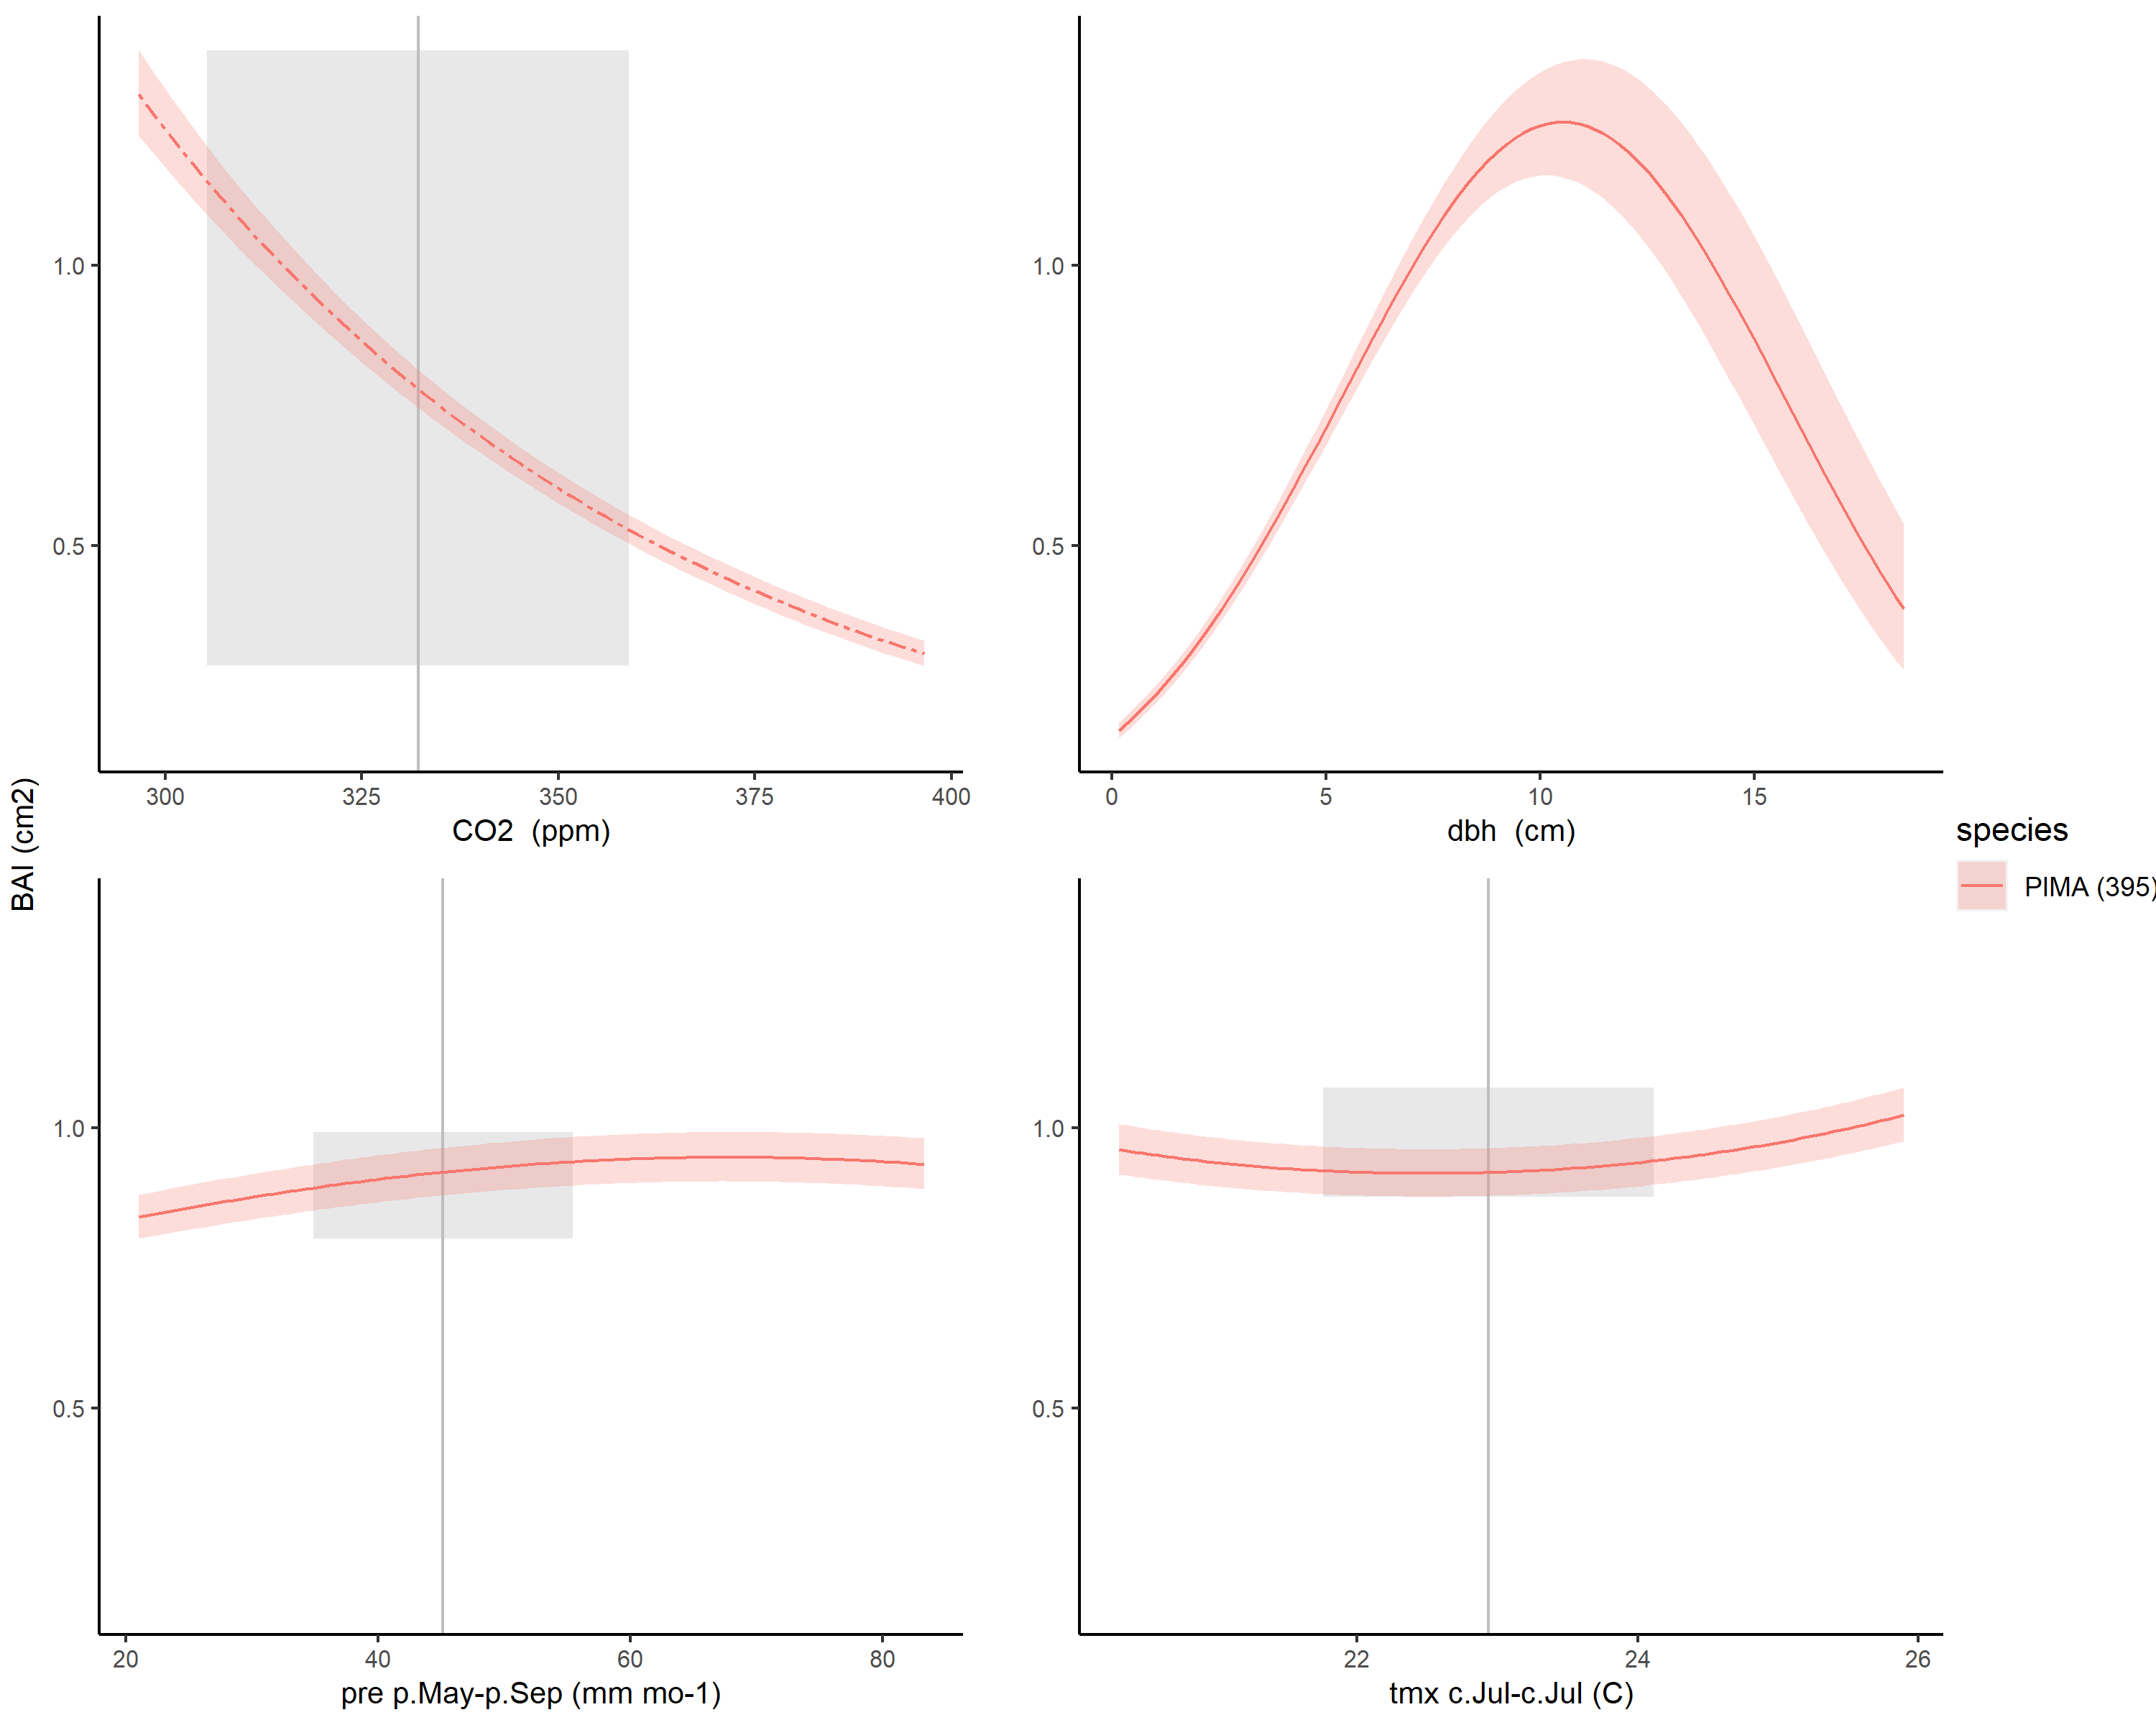 BAI (cm2)
1.0
0.5
300 325 350 375 400
CO2 (ppm)
1.0
0.5
0 5 10 15
dbh (cm)
species
PIMA (395)
1.0
0.5
20 40 60 80
pre p.May-p.Sep (mm mo-1)
1.0
0.5
22 24 26
tmx c.Jul-c.Jul (C)